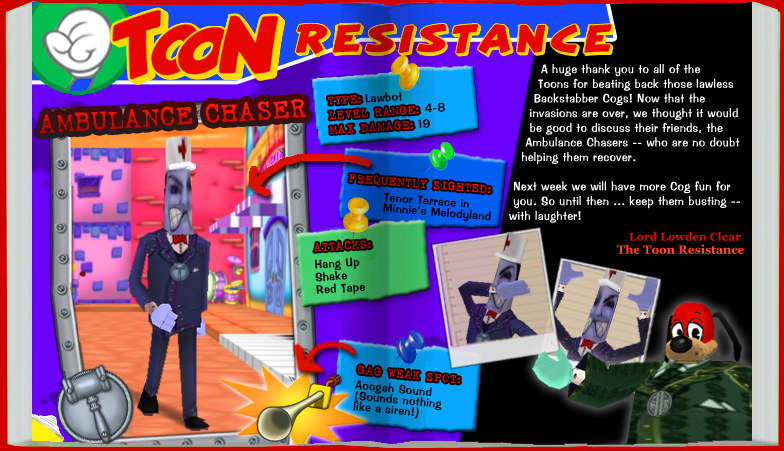 TOON RESISTANCE
AMBULANCE CHASER
TYPE: Lawbot
LEVEL RANGE: 4-8
MAX DAMAGE: 19
FREQUENTLY SIGHTED:
Tenor Terrace in
Minnie's Melodyland
ATTACKS:
Hang Up
Shake
Red Tape
GAG WEAK SPOT:
Aoogah Sound
(Sounds nothing
like a siren!)
A huge thank you to all of the
Toons for beating back those lawless
Backstabber Cogs! Now that the
invasions are over, we thought it would
be good to discuss their friends, the
Ambulance Chasers -- who are no doubt
helping them recover.
Next week we will have more Cog fun for
you. So until then ... keep them busting --
with laughter!
Lord Lowden Clear
The Toon Resistance